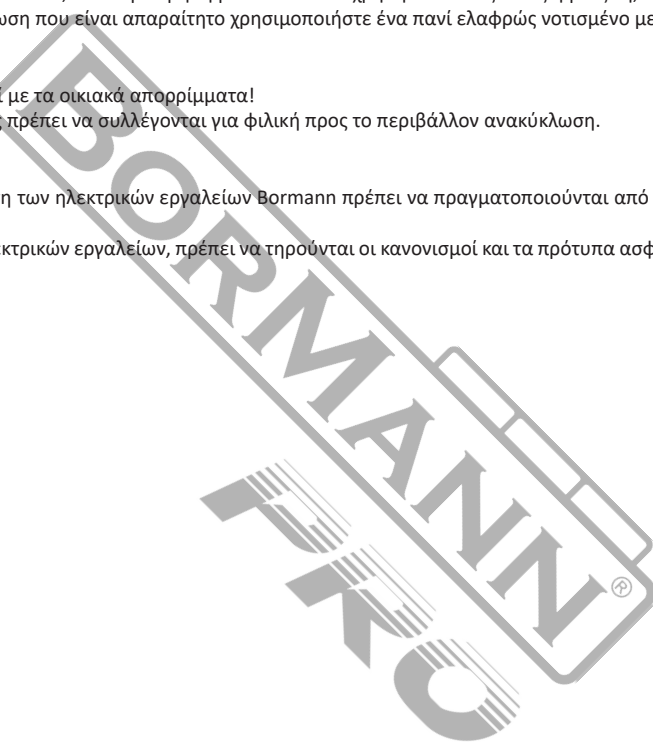 ωση που είναι απαραίτητο χρησιμοποιήστε ένα πανί ελαφρώς νοτισμένο με
ί με τα οικιακά απορρίμματα!
ς πρέπει να συλλέγονται για φιλική προς το περιβάλλον ανακύκλωση.
η των ηλεκτρικών εργαλείων Bormann πρέπει να πραγματοποιούνται από
εκτρικών εργαλείων, πρέπει να τηρούνται οι κανονισμοί και τα πρότυπα ασφ
BORMANN®
PRO